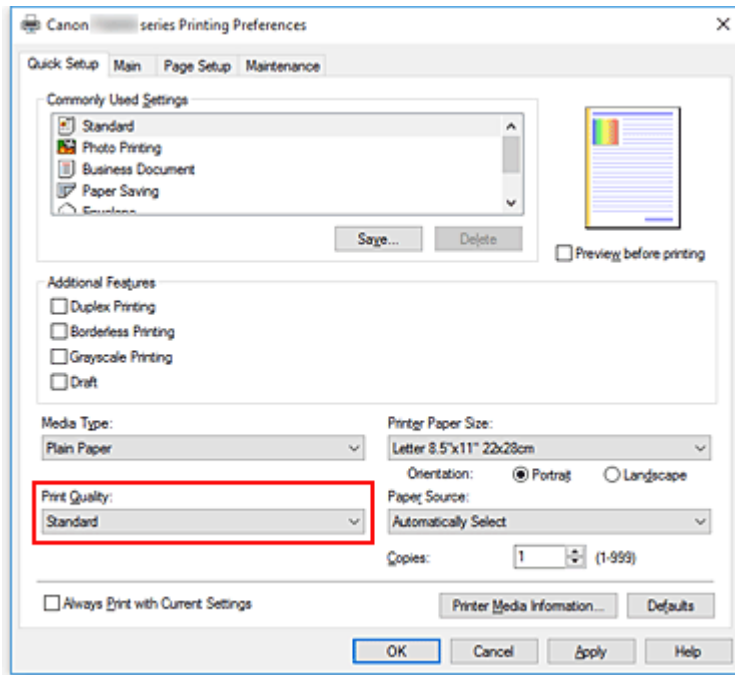 Canon series Printing Preferences
Quick Setup Main Page Setup Maintenance
Commonly Used Settings
Standard
Photo Printing
Business Document
Paper Saving
Envelope
Save... Delete
Preview before printing
Additional Features
Duplex Printing
Borderless Printing
Grayscale Printing
Draft
Media Type:
Plain Paper
Printer Paper Size:
Letter 8.5"x11" 22x28cm
Orientation: Portrait Landscape
Print Quality:
Standard
Paper Source:
Automatically Select
Copies: 1 (1-999)
Always Print with Current Settings
Printer Media Information... Defaults
OK Cancel Apply Help